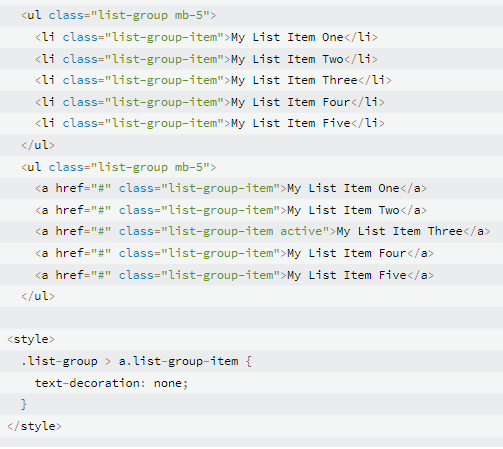 <ul class="list-group mb-5">
<li class="list-group-item">My List Item One</li>
<li class="list-group-item">My List Item Two</li>
<li class="list-group-item">My List Item Three</li>
<li class="list-group-item">My List Item Four</li>
<li class="list-group-item">My List Item Five</li>
</ul>
<ul class="list-group mb-5">
<a href="#" class="list-group-item">My List Item One</a>
<a href="#" class="list-group-item">My List Item Two</a>
<a href="#" class="list-group-item active">My List Item Three</a>
<a href="#" class="list-group-item">My List Item Four</a>
<a href="#" class="list-group-item">My List Item Five</a>
</ul>
<style>
.list-group > a.list-group-item {
text-decoration: none;
}
</style>